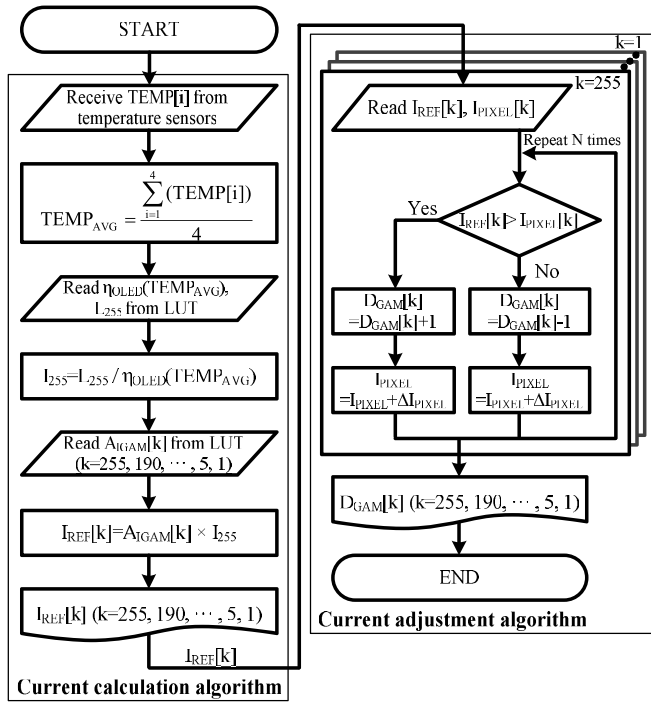 START
Receive TEMP[i] from
temperature sensors
TEMP_AVG = ∑_{i=1}^{4} (TEMP[i]) / 4
Read η_OLED(TEMP_AVG),
L_255 from LUT
I_255=L_255 / η_OLED(TEMP_AVG)
Read A_IGAM[k] from LUT
(k=255, 190, ⋯, 5, 1)
I_REF[k]=A_IGAM[k] × I_255
I_REF[k] (k=255, 190, ⋯, 5, 1)
I_REF[k]
Current calculation algorithm
k=1
k=255
Read I_REF[k], I_PIXEL[k]
Repeat N times
I_REF[k]>I_PIXEL[k]
Yes
No
D_GAM[k]
=D_GAM[k]+1
D_GAM[k]
=D_GAM[k]-1
I_PIXEL
=I_PIXEL+ΔI_PIXEL
I_PIXEL
=I_PIXEL+ΔI_PIXEL
D_GAM[k] (k=255, 190, ⋯, 5, 1)
END
Current adjustment algorithm